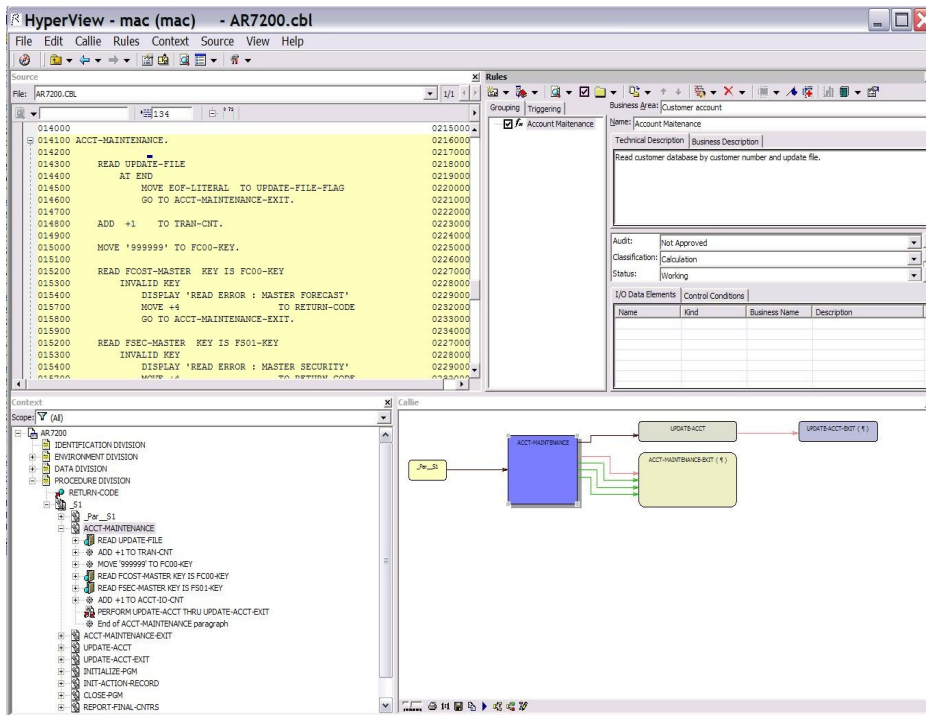 HyperView - mac (mac) - AR7200.cbl
File Edit Callie Rules Context Source View Help
Source
File: AR7200.CBL
1/1
134
014000 0215000
014100 ACCT-MAINTENANCE. 0216000
014200 0217000
014300 READ UPDATE-FILE 0218000
014400 AT END 0219000
014500 MOVE EOF-LITERAL TO UPDATE-FILE-FLAG 0220000
014600 GO TO ACCT-MAINTENANCE-EXIT. 0221000
014700 0222000
014800 ADD +1 TO TRAN-CNT. 0223000
014900 0224000
015000 MOVE '999999' TO FC00-KEY. 0225000
015100 0226000
015200 READ FCOST-MASTER KEY IS FC00-KEY 0227000
015300 INVALID KEY 0228000
015400 DISPLAY 'READ ERROR : MASTER FORECAST' 0229000
015700 MOVE +4 TO RETURN-CODE 0232000
015800 GO TO ACCT-MAINTENANCE-EXIT. 0233000
015900 0234000
015200 READ FSEC-MASTER KEY IS FS01-KEY 0227000
015300 INVALID KEY 0228000
015400 DISPLAY 'READ ERROR : MASTER SECURITY' 0229000
015700 MOVE +4 TO RETURN-CODE 0232000
Rules
Grouping Triggering
Account Maitenance
Business Area: Customer account
Name: Account Maitenance
Technical Description Business Description
Read customer database by customer number and update file.
Audit: Not Approved
Classification: Calculation
Status: Working
I/O Data Elements Control Conditions
Name Kind Business Name Description
Context
Scope: (All)
AR7200
IDENTIFICATION DIVISION
ENVIRONMENT DIVISION
DATA DIVISION
PROCEDURE DIVISION
RETURN-CODE
_S1
_Par__S1
ACCT-MAINTENANCE
READ UPDATE-FILE
ADD +1 TO TRAN-CNT
MOVE '999999' TO FC00-KEY
READ FCOST-MASTER KEY IS FC00-KEY
READ FSEC-MASTER KEY IS FS01-KEY
ADD +1 TO ACCT-IO-CNT
PERFORM UPDATE-ACCT THRU UPDATE-ACCT-EXIT
End of ACCT-MAINTENANCE paragraph
ACCT-MAINTENANCE-EXIT
UPDATE-ACCT
UPDATE-ACCT-EXIT
INITIALIZE-PGM
INIT-ACTION-RECORD
CLOSE-PGM
REPORT-FINAL-CNTRS
Callie
_Par__S1
ACCT-MAINTENANCE
UPDATE-ACCT
UPDATE-ACCT-EXIT ( ¶ )
ACCT-MAINTENANCE-EXIT ( ¶ )
1:1